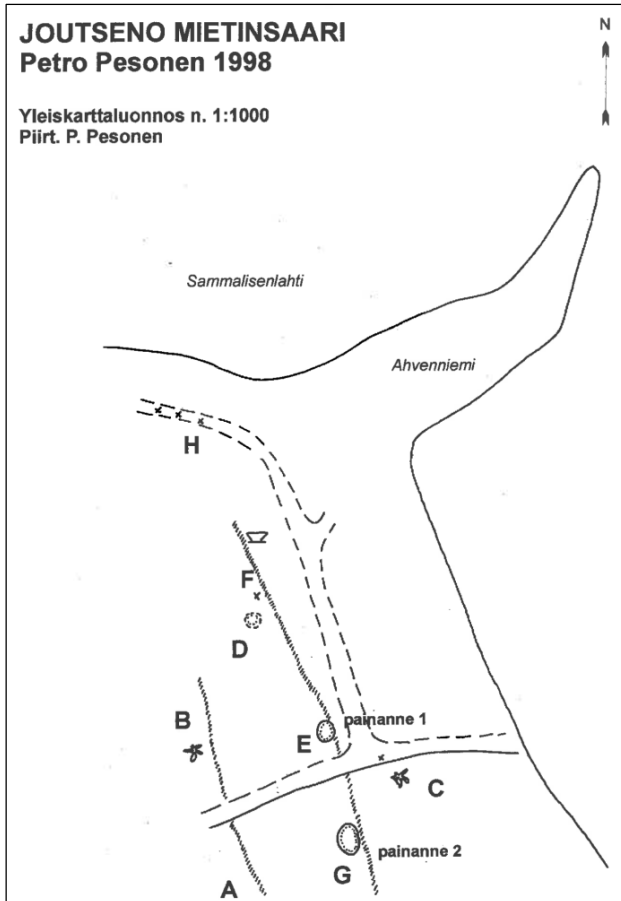 JOUTSENO MIETINSAARI
Petro Pesonen 1998
N
Yleiskarttaluonnos n. 1:1000
Piirt. P. Pesonen
Sammalisenlahti
Ahvenniemi
H
F
D
B
painanne 1
E
C
painanne 2
G
A